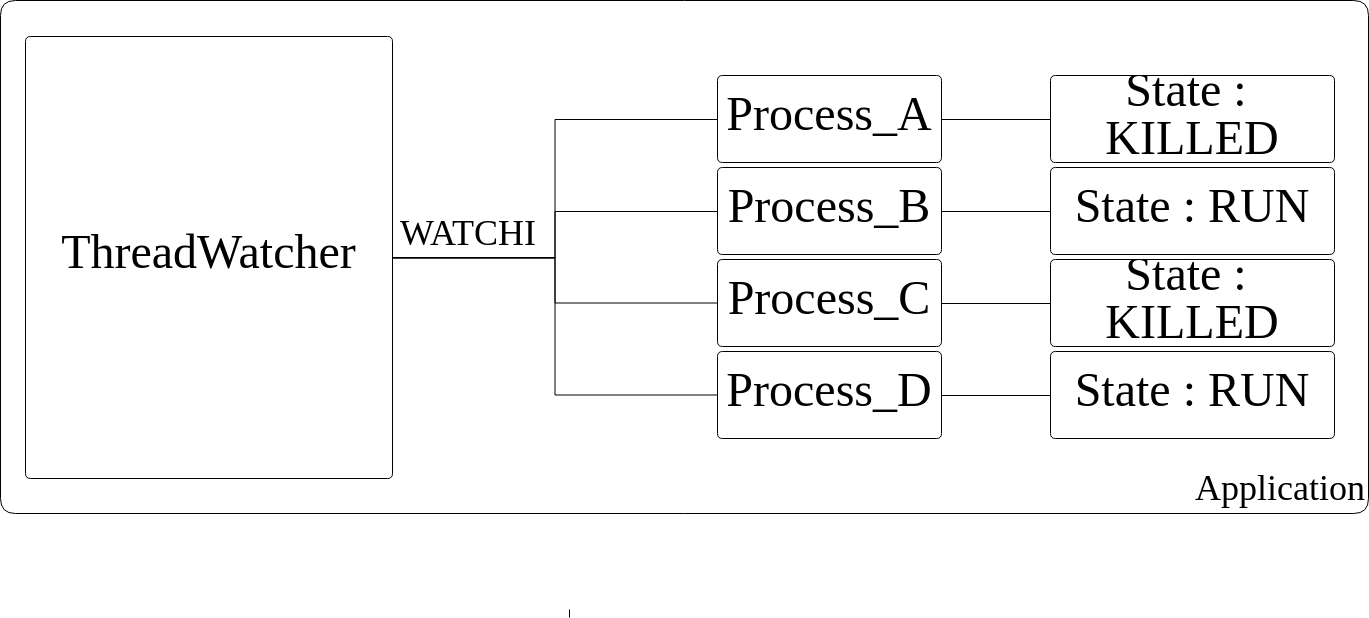 ThreadWatcher
WATCHI
Process_A
State :
KILLED
Process_B
State : RUN
Process_C
State :
KILLED
Process_D
State : RUN
Application